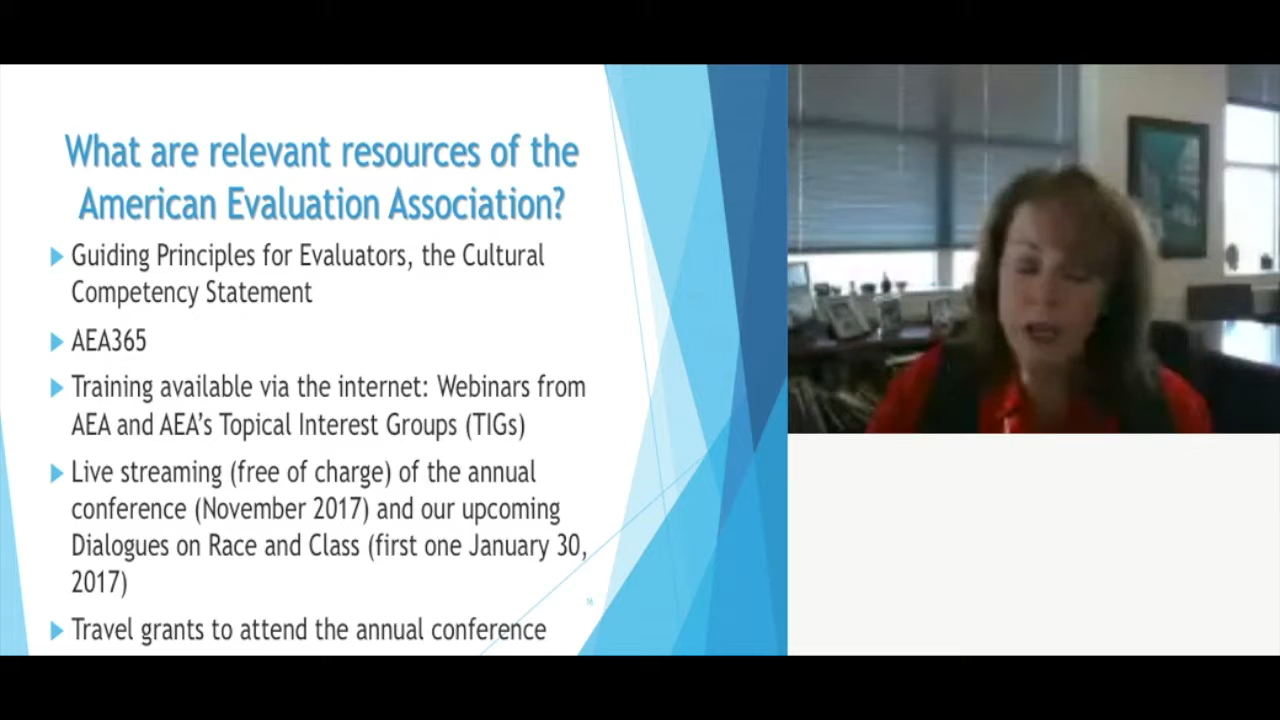 What are relevant resources of the
American Evaluation Association?
Guiding Principles for Evaluators, the Cultural
Competency Statement
AEA365
Training available via the internet: Webinars from
AEA and AEA's Topical Interest Groups (TIGs)
Live streaming (free of charge) of the annual
conference (November 2017) and our upcoming
Dialogues on Race and Class (first one January 30,
2017)
Travel grants to attend the annual conference